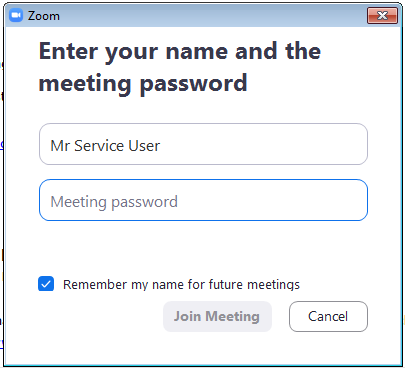 Zoom
Enter your name and the
meeting password
Mr Service User
Meeting password
Remember my name for future meetings
Join Meeting
Cancel